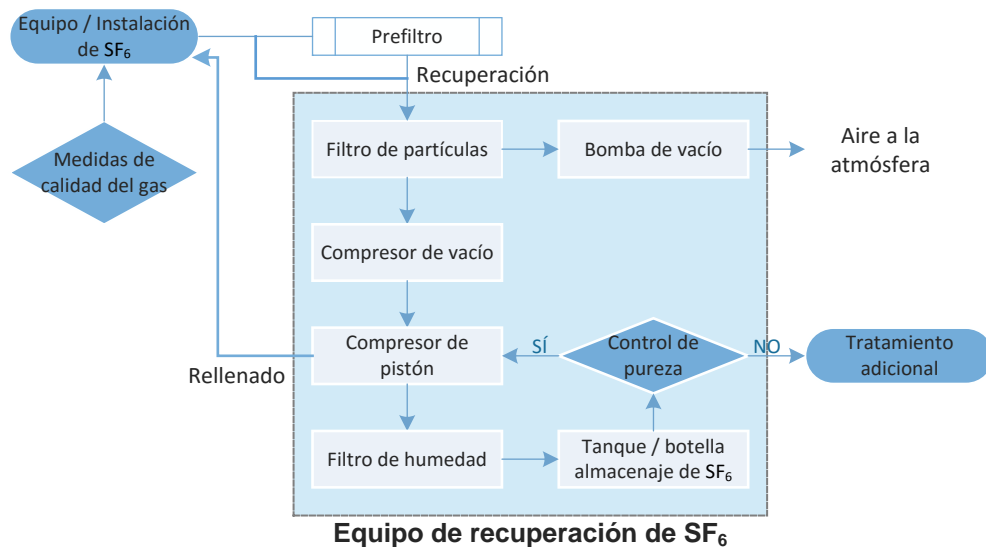 Equipo / Instalación
de SF₆
Prefiltro
Recuperación
Medidas de
calidad del gas
Filtro de partículas
Bomba de vacío
Aire a la
atmósfera
Compresor de vacío
Compresor de
pistón
SÍ
Control de
pureza
NO
Tratamiento
adicional
Rellenado
Filtro de humedad
Tanque / botella
almacenaje de SF₆
Equipo de recuperación de SF₆